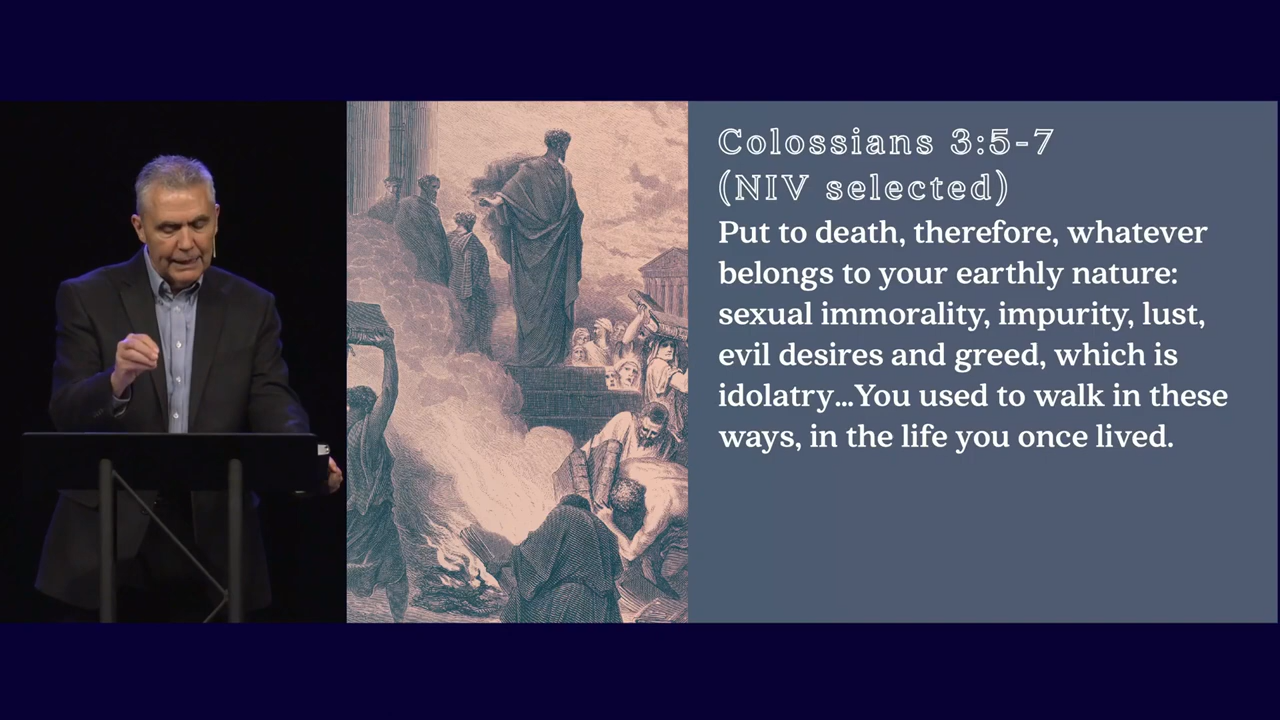 Colossians 3:5-7
(NIV selected)
Put to death, therefore, whatever
belongs to your earthly nature:
sexual immorality, impurity, lust,
evil desires and greed, which is
idolatry...You used to walk in these
ways, in the life you once lived.